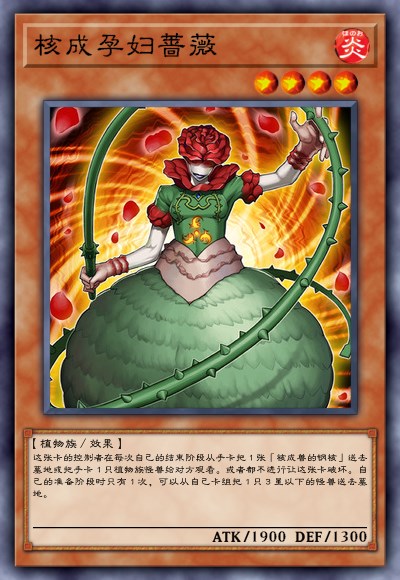 核成孕妇蔷薇
ほのお
炎
【植物族/效果】
这张卡的控制者在每次自己的结束阶段从手卡把1张「核成兽的钢核」送去
墓地或把手卡1只植物族怪兽给对方观看。或者都不进行让这张卡破坏。自
己的准备阶段时只有1次，可以从自己卡组把1只3星以下的怪兽送去墓
地。
ATK/1900 DEF/1300